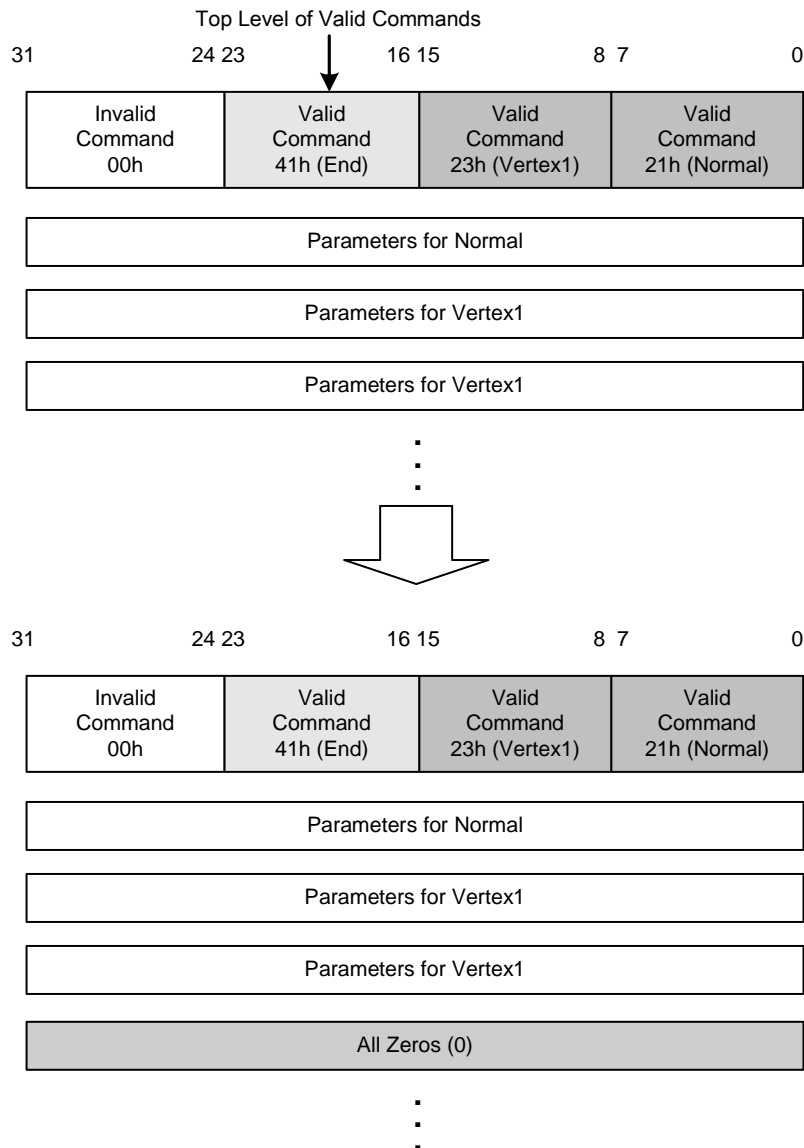 Top Level of Valid Commands
31 24 23 16 15 8 7 0
Invalid Command 00h
Valid Command 41h (End)
Valid Command 23h (Vertex1)
Valid Command 21h (Normal)
Parameters for Normal
Parameters for Vertex1
Parameters for Vertex1
31 24 23 16 15 8 7 0
Invalid Command 00h
Valid Command 41h (End)
Valid Command 23h (Vertex1)
Valid Command 21h (Normal)
Parameters for Normal
Parameters for Vertex1
Parameters for Vertex1
All Zeros (0)